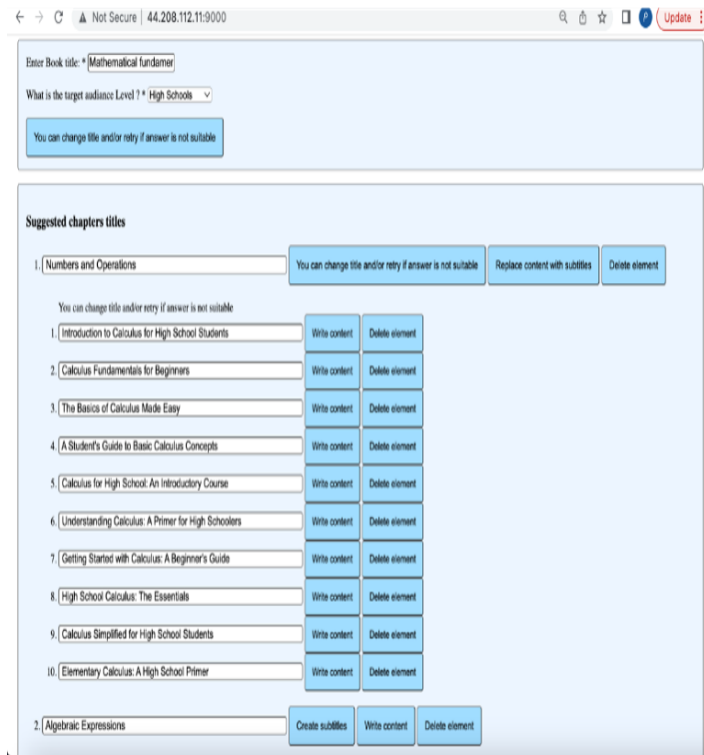 Not Secure | 44.208.112.11:9000 P Update
Enter Book title: * Mathematical fundamer
What is the target audiance Level ? * High Schools
You can change title and/or retry if answer is not suitable
Suggested chapters titles
1. Numbers and Operations You can change title and/or retry if answer is not suitable Replace content with subtitles Delete element
You can change title and/or retry if answer is not suitable
1. Introduction to Calculus for High School Students Write content Delete element
2. Calculus Fundamentals for Beginners Write content Delete element
3. The Basics of Calculus Made Easy Write content Delete element
4. A Student's Guide to Basic Calculus Concepts Write content Delete element
5. Calculus for High School: An Introductory Course Write content Delete element
6. Understanding Calculus: A Primer for High Schoolers Write content Delete element
7. Getting Started with Calculus: A Beginner's Guide Write content Delete element
8. High School Calculus: The Essentials Write content Delete element
9. Calculus Simplified for High School Students Write content Delete element
10. Elementary Calculus: A High School Primer Write content Delete element
2. Algebraic Expressions Create subtitles Write content Delete element